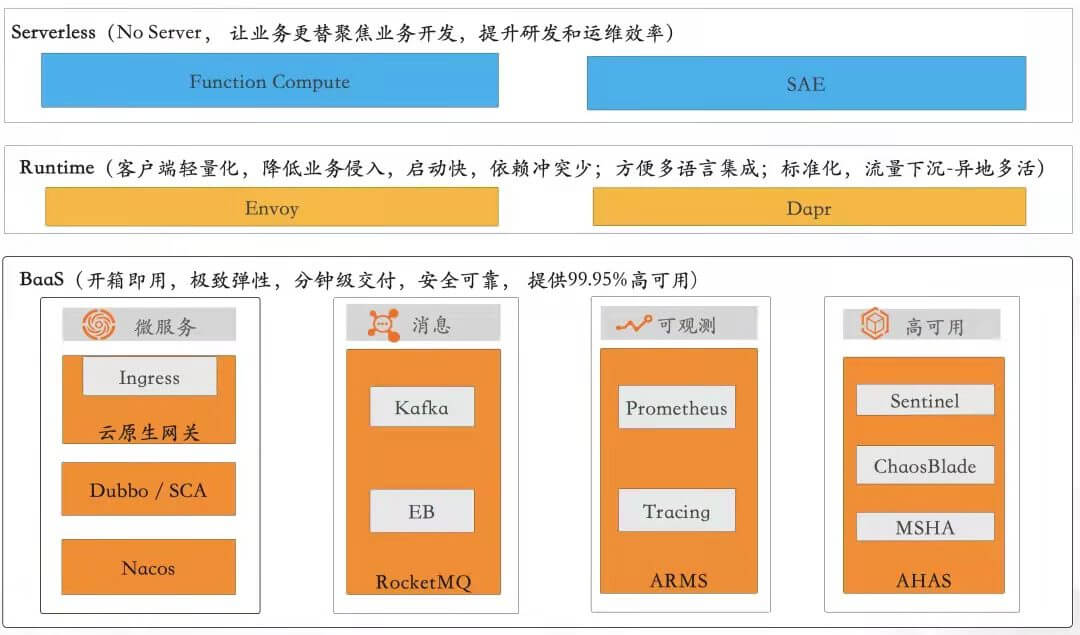 Serverless（No Server， 让业务更替聚焦业务开发，提升研发和运维效率）
Function Compute
SAE
Runtime（客户端轻量化，降低业务侵入，启动快，依赖冲突少；方便多语言集成；标准化，流量下沉-异地多活）
Envoy
Dapr
BaaS（开箱即用，极致弹性，分钟级交付，安全可靠， 提供99.95%高可用）
微服务
Ingress
云原生网关
Dubbo / SCA
Nacos
消息
Kafka
EB
RocketMQ
可观测
Prometheus
Tracing
ARMS
高可用
Sentinel
ChaosBlade
MSHA
AHAS